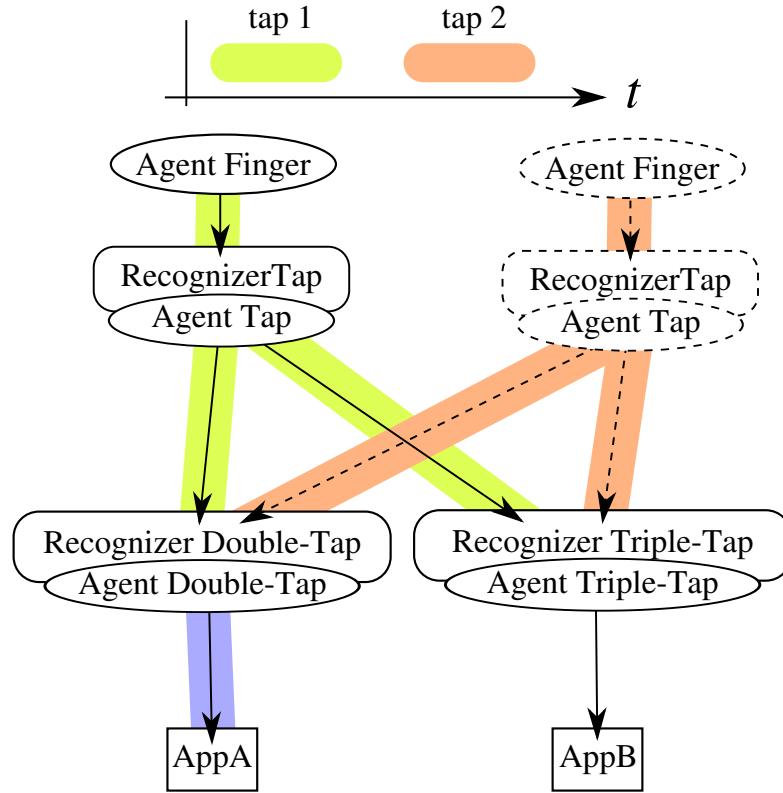 tap 1
tap 2
t
Agent Finger
Agent Finger
RecognizerTap
RecognizerTap
Agent Tap
Agent Tap
Recognizer Double-Tap
Recognizer Triple-Tap
Agent Double-Tap
Agent Triple-Tap
AppA
AppB